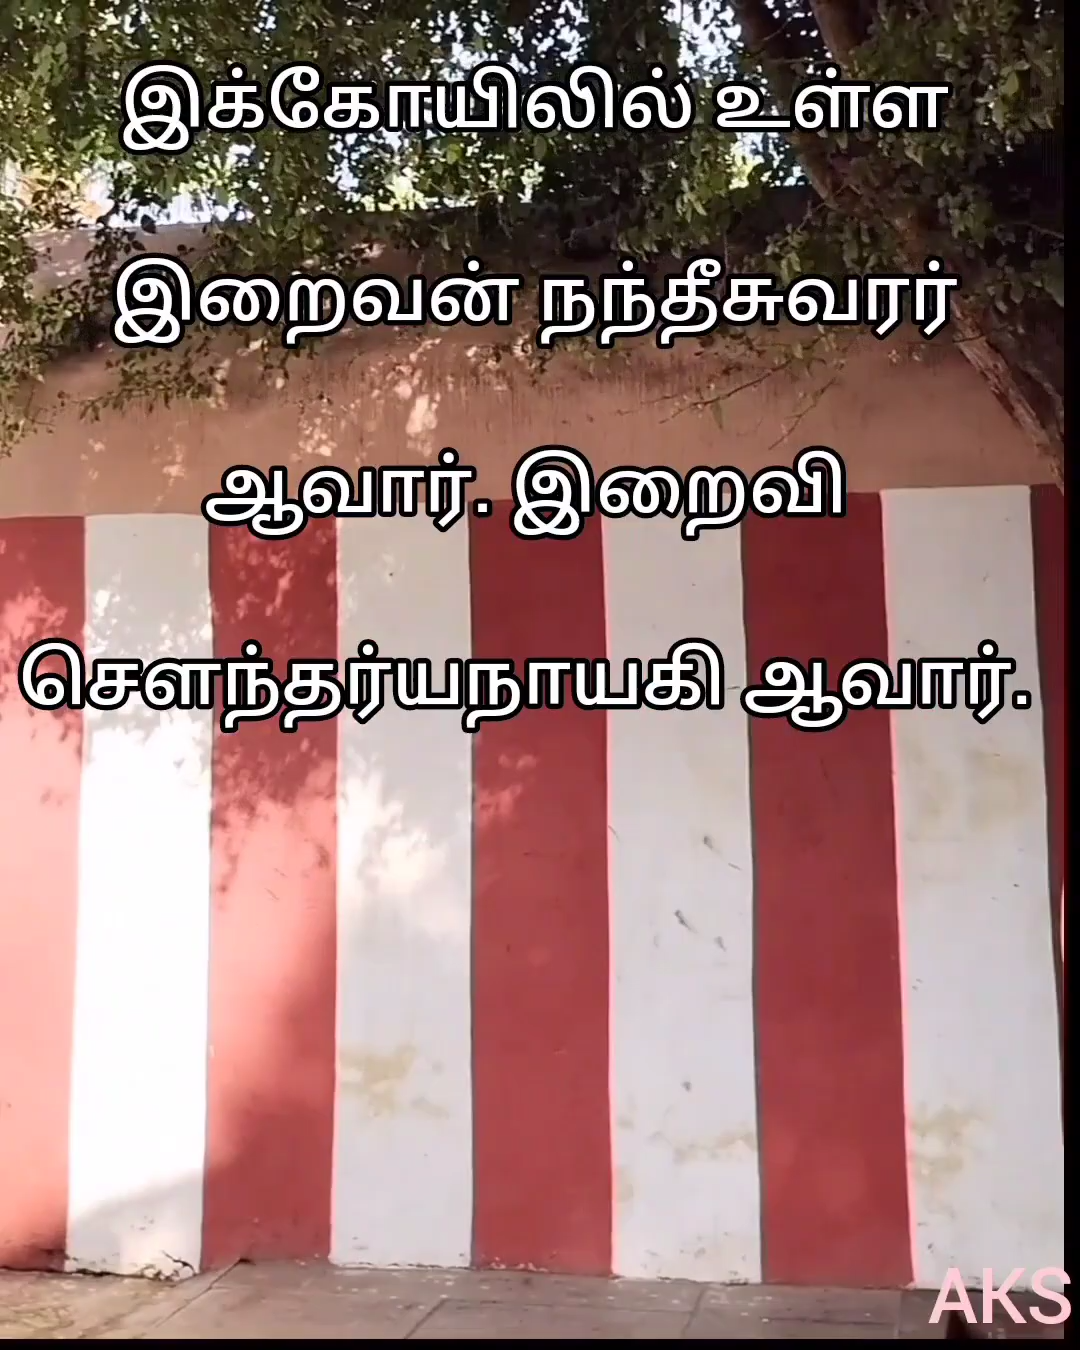 இக்கோயிலில் உள்ள
இறைவன் நந்தீசுவரர்
ஆவார். இறைவி
சௌந்தர்யநாயகி ஆவார்.
AKS